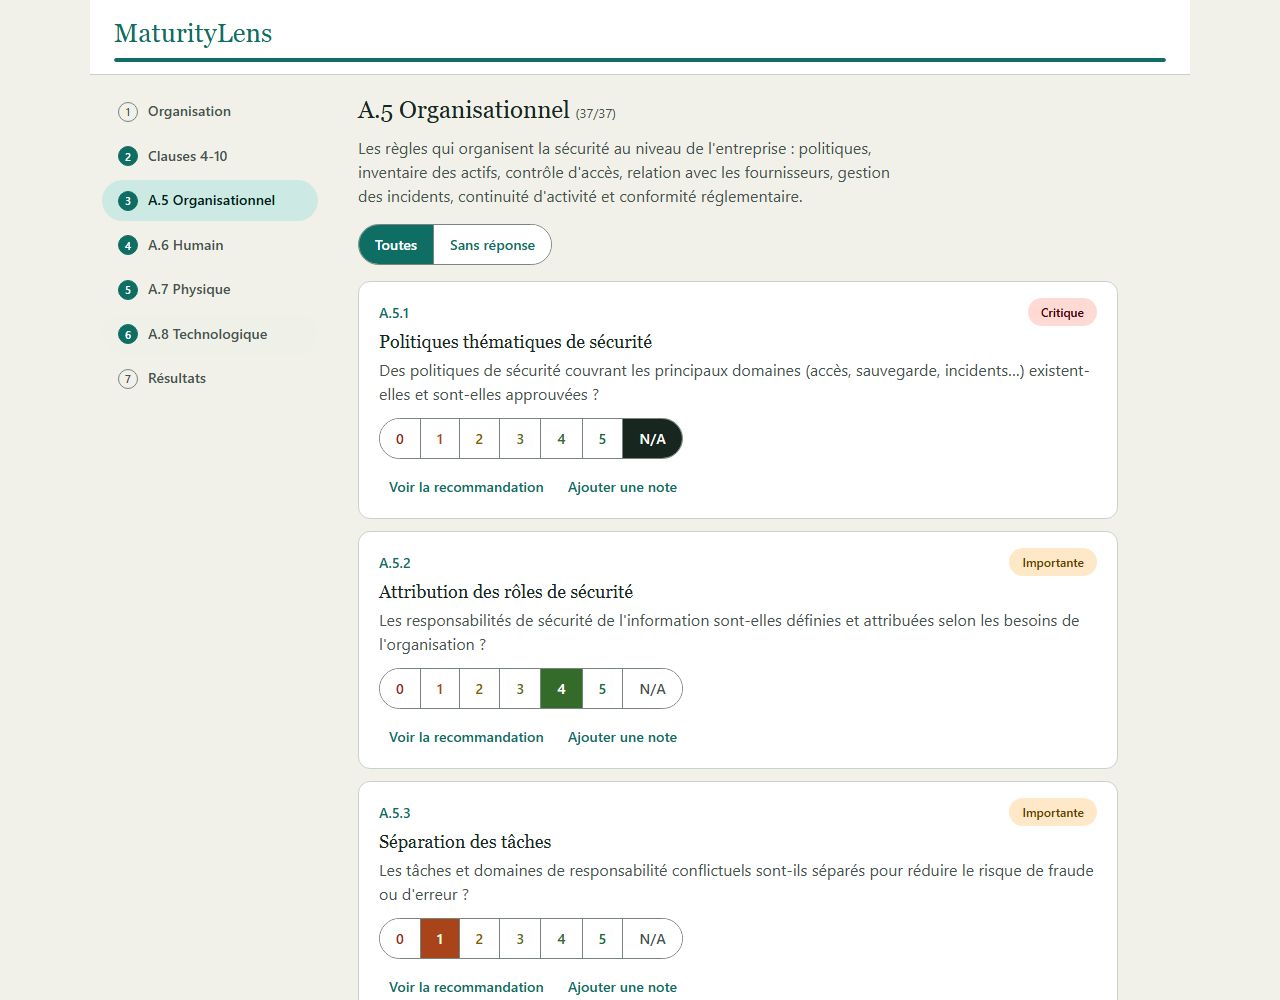 MaturityLens
1 Organisation
2 Clauses 4-10
3 A.5 Organisationnel
4 A.6 Humain
5 A.7 Physique
6 A.8 Technologique
7 Résultats
A.5 Organisationnel (37/37)
Les règles qui organisent la sécurité au niveau de l'entreprise : politiques,
inventaire des actifs, contrôle d'accès, relation avec les fournisseurs, gestion
des incidents, continuité d'activité et conformité réglementaire.
Toutes Sans réponse
A.5.1 Critique
Politiques thématiques de sécurité
Des politiques de sécurité couvrant les principaux domaines (accès, sauvegarde, incidents...) existent-
elles et sont-elles approuvées ?
0 1 2 3 4 5 N/A
Voir la recommandation Ajouter une note
A.5.2 Importante
Attribution des rôles de sécurité
Les responsabilités de sécurité de l'information sont-elles définies et attribuées selon les besoins de
l'organisation ?
0 1 2 3 4 5 N/A
Voir la recommandation Ajouter une note
A.5.3 Importante
Séparation des tâches
Les tâches et domaines de responsabilité conflictuels sont-ils séparés pour réduire le risque de fraude
ou d'erreur ?
0 1 2 3 4 5 N/A
Voir la recommandation Ajouter une note